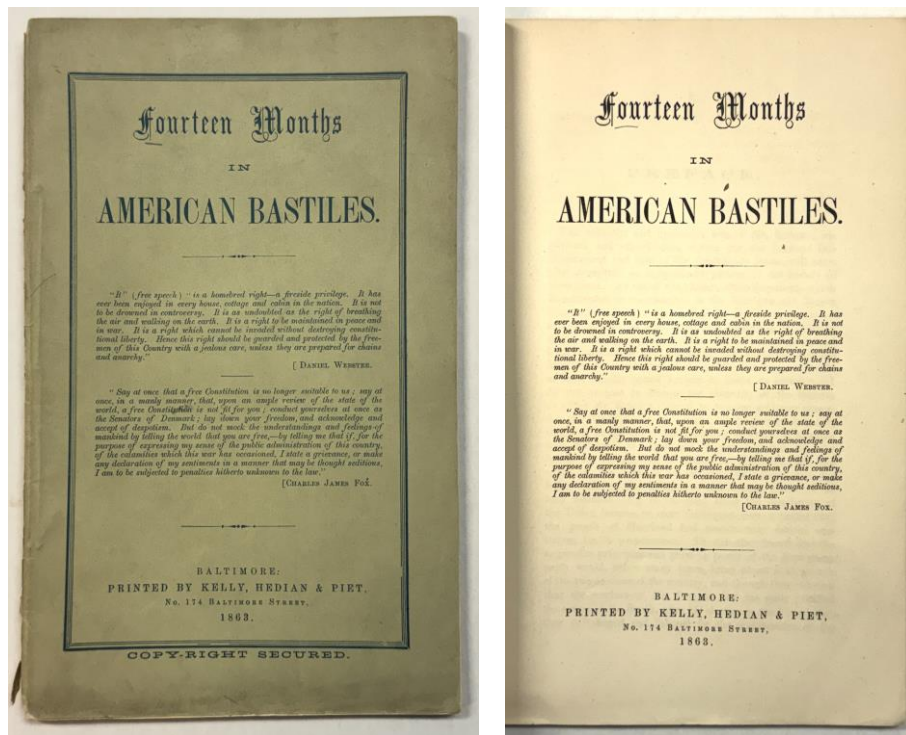 Fourteen Months
IN
AMERICAN BASTILES.
"It" (free speech) "is a homebred right—a fireside privilege. It has
ever been enjoyed in every house, cottage and cabin in the nation. It is not
to be drowned in controversy. It is as undoubted as the right of breathing
the air and walking on the earth. It is a right to be maintained in peace and
in war. It is a right which cannot be invaded without destroying constitu-
tional liberty. Hence this right should be guarded and protected by the free-
men of this Country with a jealous care, unless they are prepared for chains
and anarchy."
[DANIEL WEBSTER.
"Say at once that a free Constitution is no longer suitable to us; say at
once, in a manly manner, that, upon an ample review of the state of the
world, a free Constitution is not fit for you; conduct yourselves at once as
the Senators of Denmark; lay down your freedom, and acknowledge and
accept of despotism. But do not mock the understandings and feelings of
mankind by telling the world that you are free,—by telling me that if, for the
purpose of expressing my sense of the public administration of this country,
of the calamities which this war has occasioned, I state a grievance, or make
any declaration of my sentiments in a manner that may be thought seditious,
I am to be subjected to penalties hitherto unknown to the law."
[CHARLES JAMES FOX.
BALTIMORE:
PRINTED BY KELLY, HEDIAN & PIET,
No. 174 BALTIMORE STREET,
1863.
COPY-RIGHT SECURED.
Fourteen Months
IN
AMERICAN BASTILES.
"It" (free speech) "is a homebred right—a fireside privilege. It has
ever been enjoyed in every house, cottage and cabin in the nation. It is not
to be drowned in controversy. It is as undoubted as the right of breathing
the air and walking on the earth. It is a right to be maintained in peace and
in war. It is a right which cannot be invaded without destroying constitu-
tional liberty. Hence this right should be guarded and protected by the free-
men of this Country with a jealous care, unless they are prepared for chains
and anarchy."
[DANIEL WEBSTER.
"Say at once that a free Constitution is no longer suitable to us; say at
once, in a manly manner, that, upon an ample review of the state of the
world, a free Constitution is not fit for you; conduct yourselves at once as
the Senators of Denmark; lay down your freedom, and acknowledge and
accept of despotism. But do not mock the understandings and feelings of
mankind by telling the world that you are free,—by telling me that if, for the
purpose of expressing my sense of the public administration of this country,
of the calamities which this war has occasioned, I state a grievance, or make
any declaration of my sentiments in a manner that may be thought seditious,
I am to be subjected to penalties hitherto unknown to the law."
[CHARLES JAMES FOX.
BALTIMORE:
PRINTED BY KELLY, HEDIAN & PIET,
No. 174 BALTIMORE STREET,
1863.